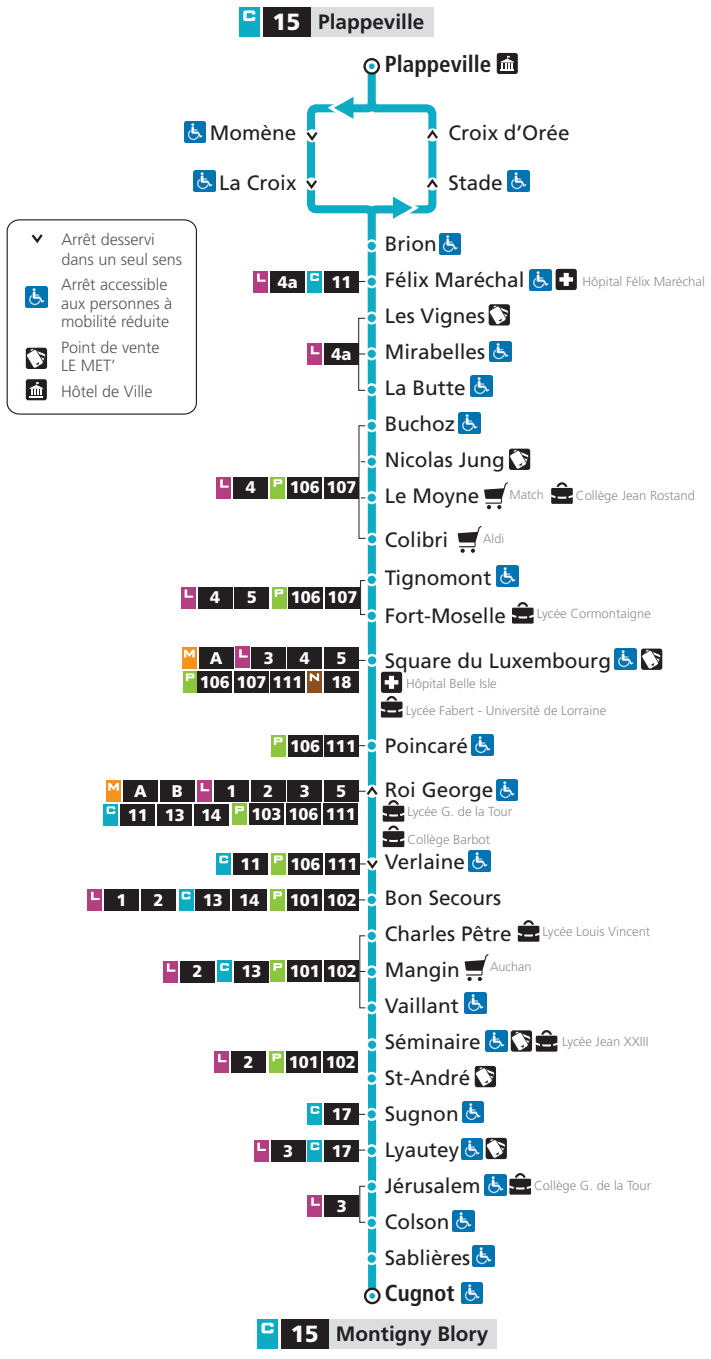 C 15 Plappeville
Plappeville
Momène
Croix d'Orée
La Croix
Stade
Arrêt desservi
dans un seul sens
Arrêt accessible
aux personnes à
mobilité réduite
Point de vente
LE MET'
Hôtel de Ville
Brion
L 4a C 11 Félix Maréchal Hôpital Félix Maréchal
Les Vignes
L 4a Mirabelles
La Butte
Buchoz
Nicolas Jung
L 4 P 106 107 Le Moyne Match Collège Jean Rostand
Colibri Aldi
Tignomont
L 4 5 P 106 107
Fort-Moselle Lycée Cormontaigne
M A L 3 4 5 Square du Luxembourg
P 106 107 111 N 18 Hôpital Belle Isle
Lycée Fabert - Université de Lorraine
P 106 111 Poincaré
M A B L 1 2 3 5 Roi George
C 11 13 14 P 103 106 111 Lycée G. de la Tour
Collège Barbot
C 11 P 106 111 Verlaine
L 1 2 C 13 14 P 101 102 Bon Secours
Charles Pêtre Lycée Louis Vincent
L 2 C 13 P 101 102 Mangin Auchan
Vaillant
Séminaire Lycée Jean XXIII
L 2 P 101 102
St-André
C 17 Sugnon
L 3 C 17 Lyautey
Jérusalem Collège G. de la Tour
L 3
Colson
Sablières
Cugnot
C 15 Montigny Blory